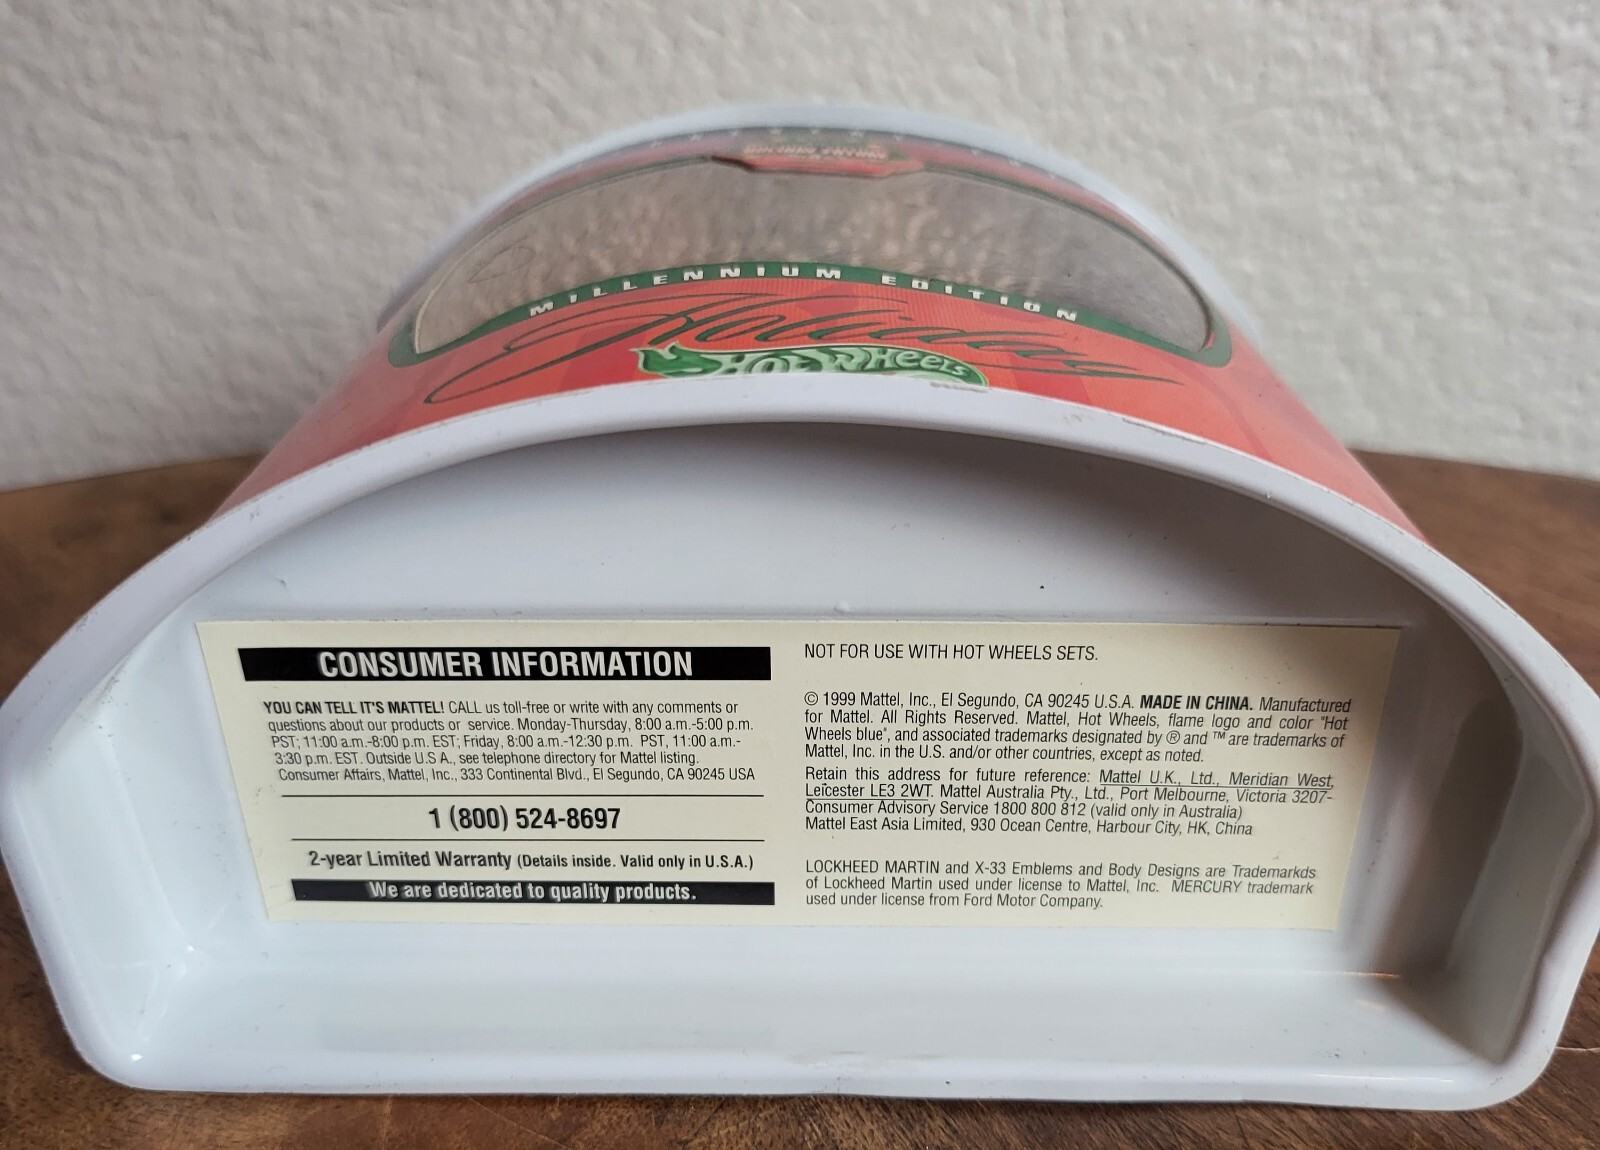 MILLENNIUM EDITION
Holiday
HOT WHEELS
CONSUMER INFORMATION
YOU CAN TELL IT'S MATTEL! CALL us toll-free or write with any comments or
questions about our products or service. Monday-Thursday, 8:00 a.m.-5:00 p.m.
PST; 11:00 a.m.-8:00 p.m. EST; Friday, 8:00 a.m.-12:30 p.m. PST, 11:00 a.m.-
3:30 p.m. EST. Outside U.S A., see telephone directory for Mattel listing.
Consumer Affairs, Mattel, Inc., 333 Continental Blvd., El Segundo, CA 90245 USA
1 (800) 524-8697
2-year Limited Warranty (Details inside. Valid only in U.S.A.)
We are dedicated to quality products.
NOT FOR USE WITH HOT WHEELS SETS.
© 1999 Mattel, Inc., El Segundo, CA 90245 U.S.A. MADE IN CHINA. Manufactured
for Mattel. All Rights Reserved. Mattel, Hot Wheels, flame logo and color "Hot
Wheels blue", and associated trademarks designated by ® and ™ are trademarks of
Mattel, Inc. in the U.S. and/or other countries, except as noted.
Retain this address for future reference: Mattel U.K., Ltd., Meridian West,
Leicester LE3 2WT. Mattel Australia Pty., Ltd., Port Melbourne, Victoria 3207-
Consumer Advisory Service 1800 800 812 (valid only in Australia)
Mattel East Asia Limited, 930 Ocean Centre, Harbour City, HK, China
LOCKHEED MARTIN and X-33 Emblems and Body Designs are Trademarkds
of Lockheed Martin used under license to Mattel, Inc. MERCURY trademark
used under license from Ford Motor Company.